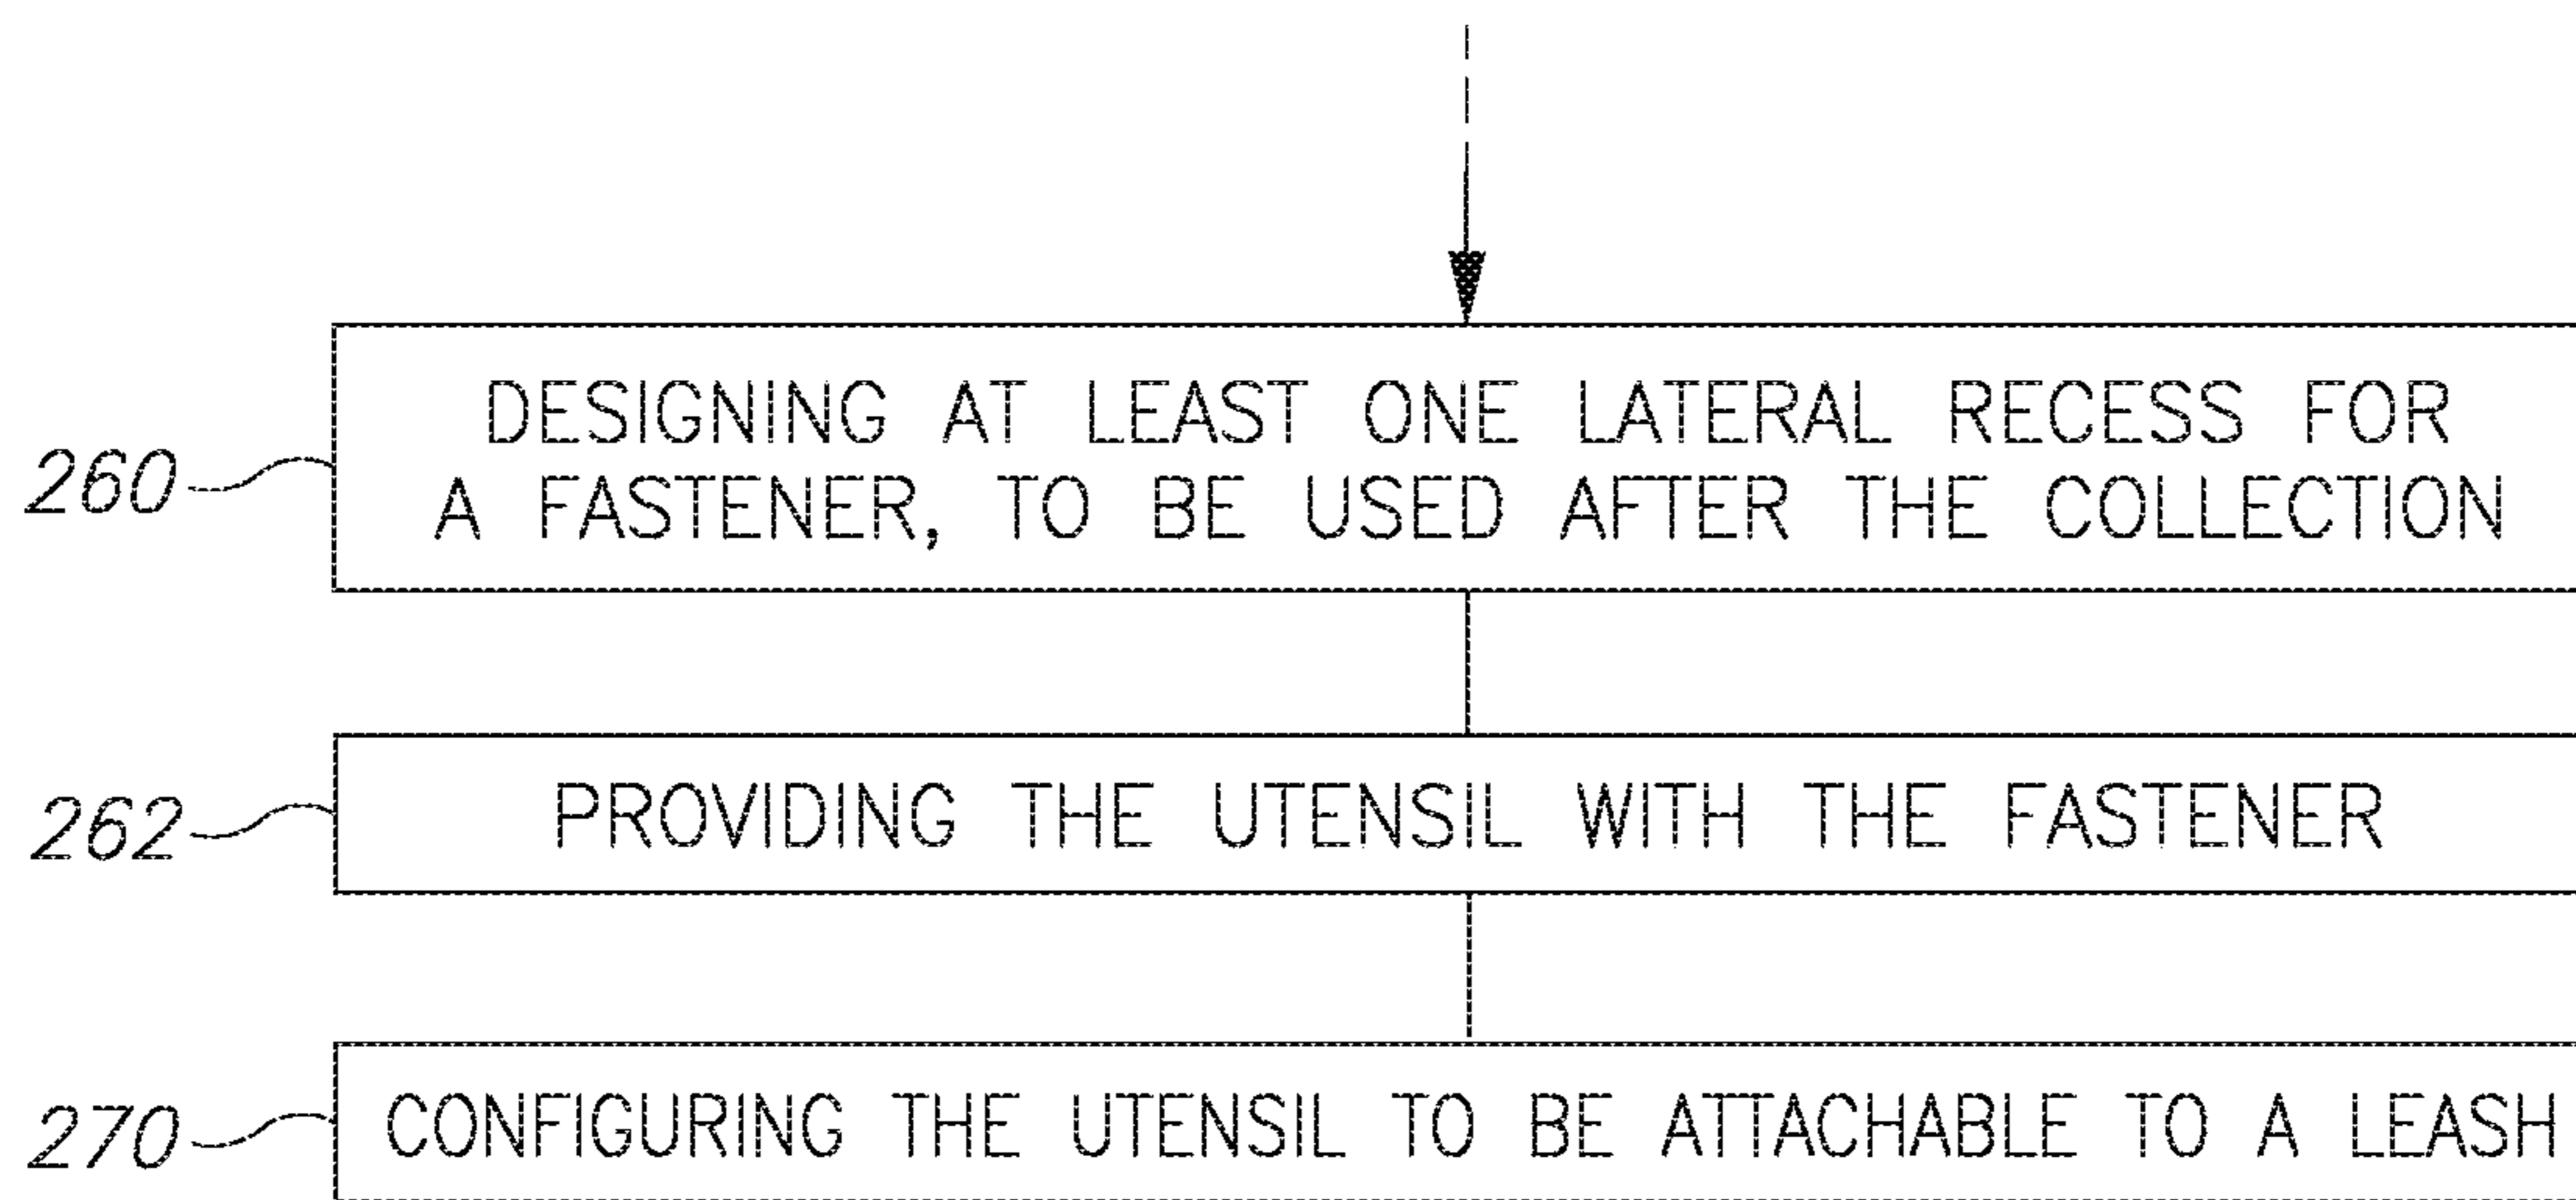 260
DESIGNING AT LEAST ONE LATERAL RECESS FOR
A FASTENER, TO BE USED AFTER THE COLLECTION
262
PROVIDING THE UTENSIL WITH THE FASTENER
270
CONFIGURING THE UTENSIL TO BE ATTACHABLE TO A LEASH